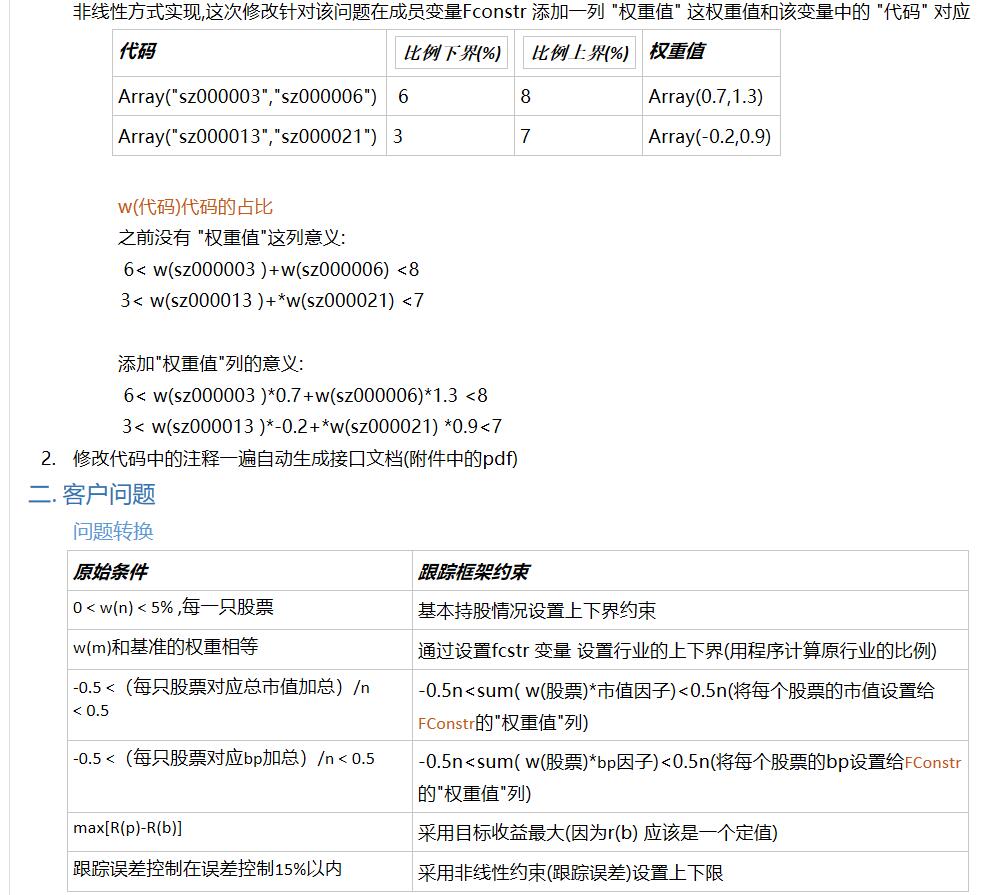 非线性方式实现,这次修改针对该问题在成员变量Fconstr 添加一列 "权重值" 这权重值和该变量中的 "代码" 对应
代码 比例下界(%) 比例上界(%) 权重值
Array("sz000003","sz000006") 6 8 Array(0.7,1.3)
Array("sz000013","sz000021") 3 7 Array(-0.2,0.9)
w(代码)代码的占比
之前没有 "权重值"这列意义:
6< w(sz000003 )+w(sz000006) <8
3< w(sz000013 )+*w(sz000021) <7
添加"权重值"列的意义:
6< w(sz000003 )*0.7+w(sz000006)*1.3 <8
3< w(sz000013 )*-0.2+*w(sz000021) *0.9<7
2. 修改代码中的注释一遍自动生成接口文档(附件中的pdf)
二. 客户问题
问题转换
原始条件 跟踪框架约束
0 < w(n) < 5% ,每一只股票 基本持股情况设置上下界约束
w(m)和基准的权重相等 通过设置fcstr 变量 设置行业的上下界(用程序计算原行业的比例)
-0.5 <（每只股票对应总市值加总）/n
< 0.5
-0.5n<sum( w(股票)*市值因子)<0.5n(将每个股票的市值设置给
FConstr的"权重值"列)
-0.5 <（每只股票对应bp加总）/n < 0.5
-0.5n<sum( w(股票)*bp因子)<0.5n(将每个股票的bp设置给FConstr
的"权重值"列)
max[R(p)-R(b)] 采用目标收益最大(因为r(b) 应该是一个定值)
跟踪误差控制在误差控制15%以内 采用非线性约束(跟踪误差)设置上下限